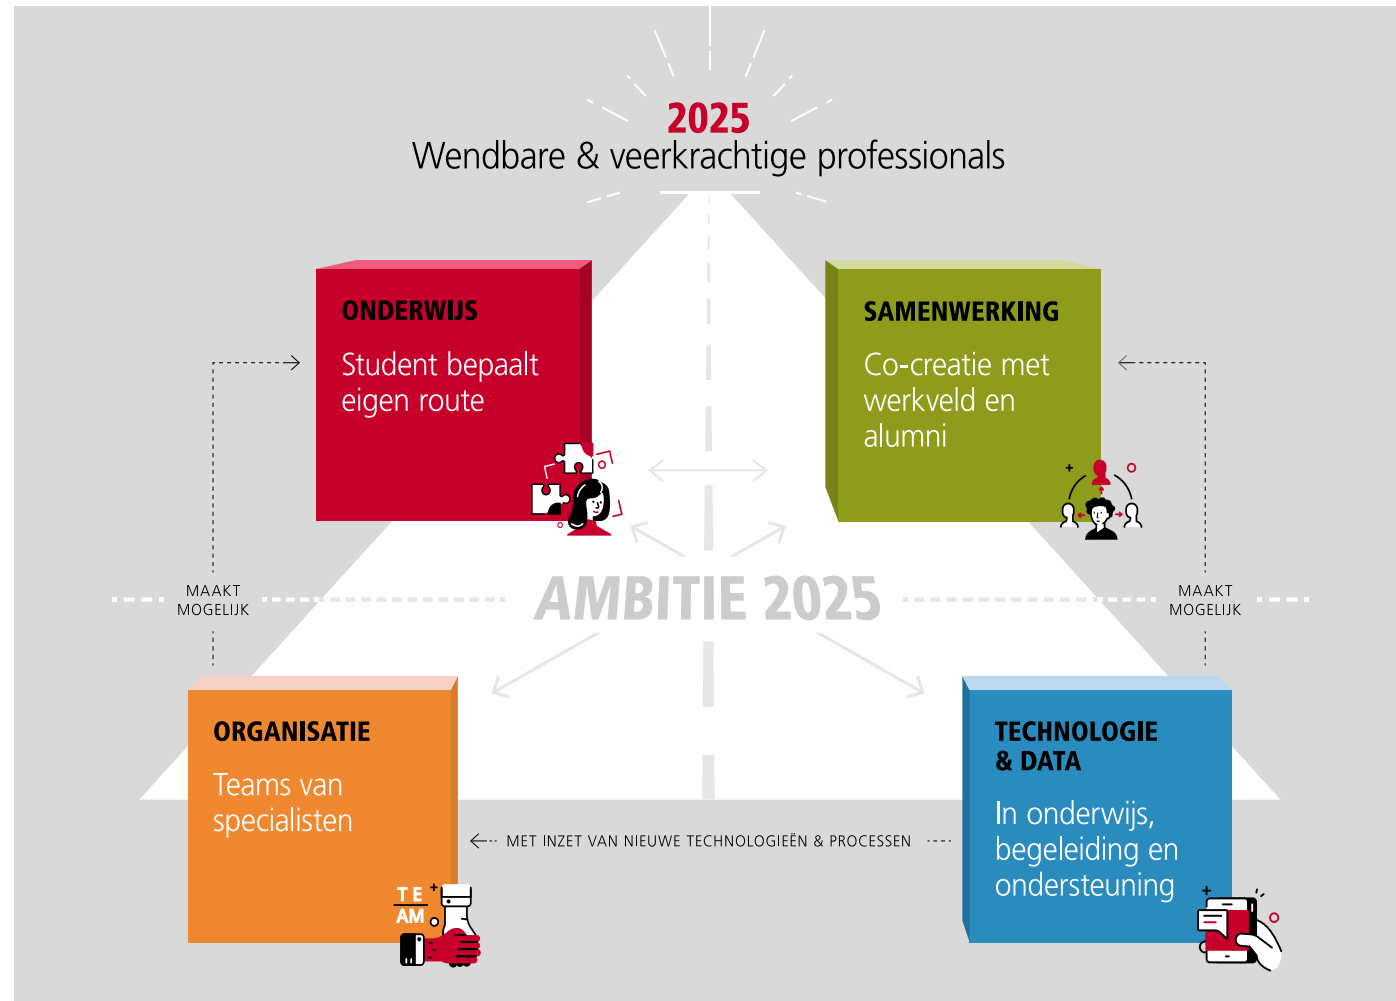 2025
Wendbare & veerkrachtige professionals
ONDERWIJS
Student bepaalt
eigen route
SAMENWERKING
Co-creatie met
werkveld en
alumni
MAAKT
MOGELIJK
AMBITIE 2025
MAAKT
MOGELIJK
ORGANISATIE
Teams van
specialisten
TE
AM
MET INZET VAN NIEUWE TECHNOLOGIEËN & PROCESSEN
TECHNOLOGIE
& DATA
In onderwijs,
begeleiding en
ondersteuning